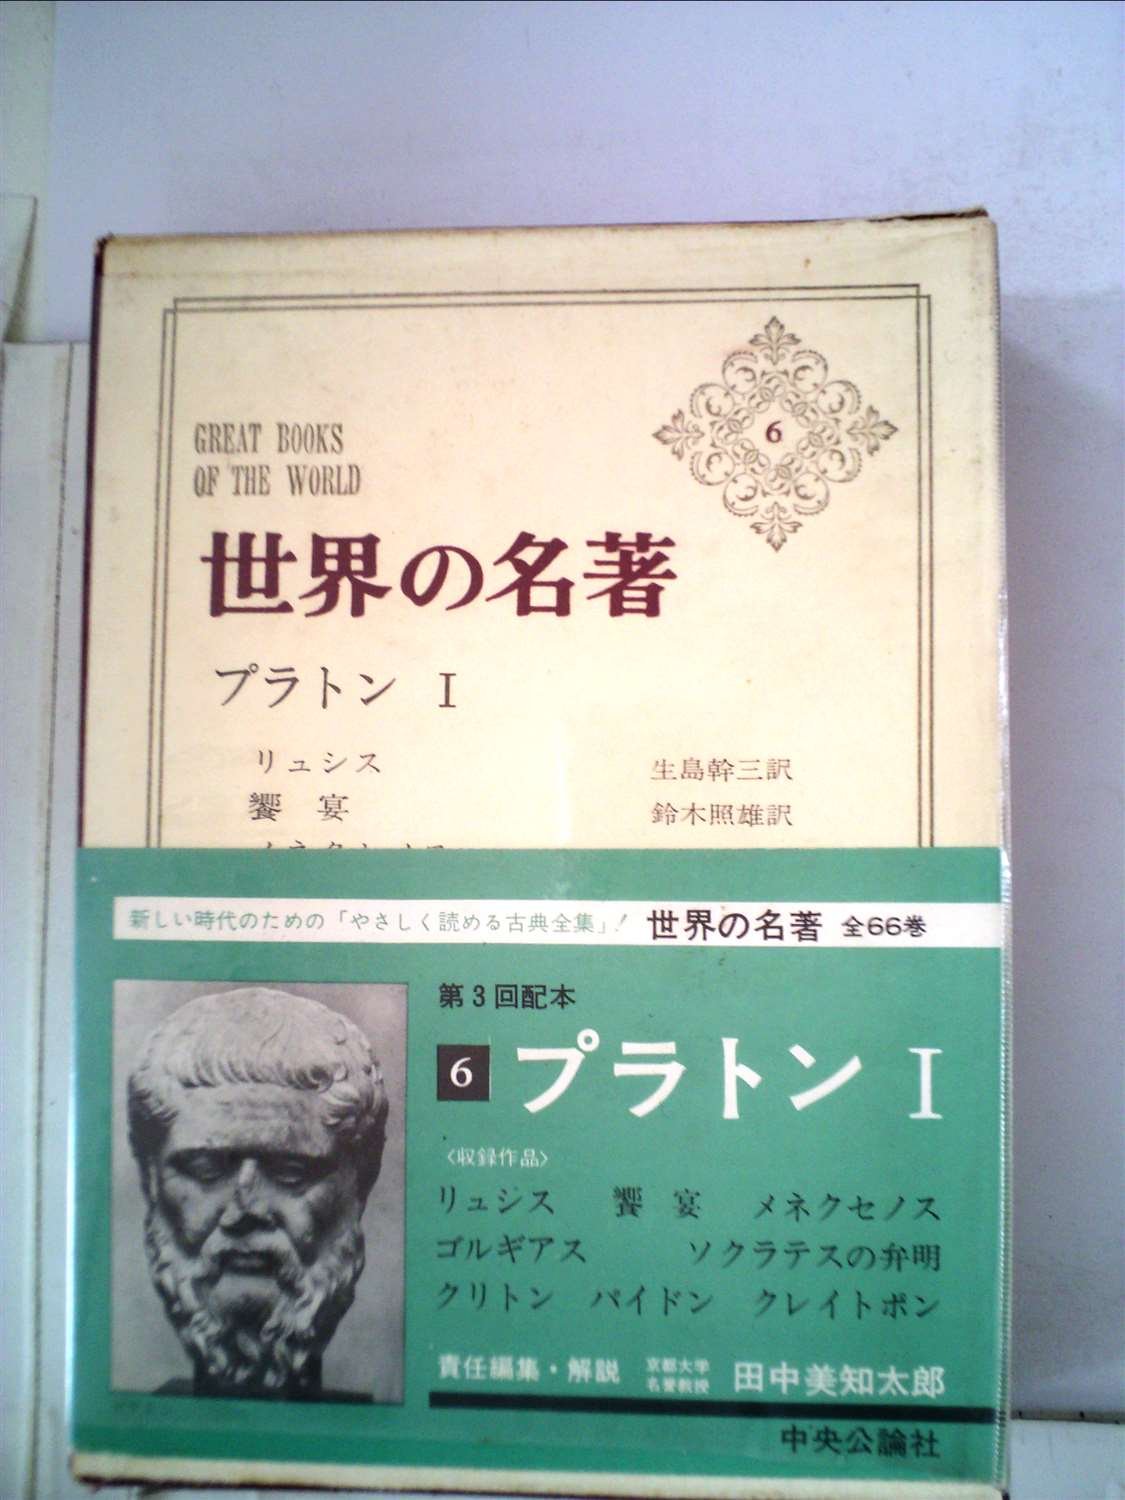 6
GREAT BOOKS
OF THE WORLD
世界の名著
プラトン I
リュシス 生島幹三訳
饗宴 鈴木照雄訳
新しい時代のための「やさしく読める古典全集」! 世界の名著 全66巻
第3回配本
6 プラトン I
〈収録作品〉
リュシス 饗宴 メネクセノス
ゴルギアス ソクラテスの弁明
クリトン パイドン クレイトポン
責任編集・解説 京都大学名誉教授 田中美知太郎
中央公論社